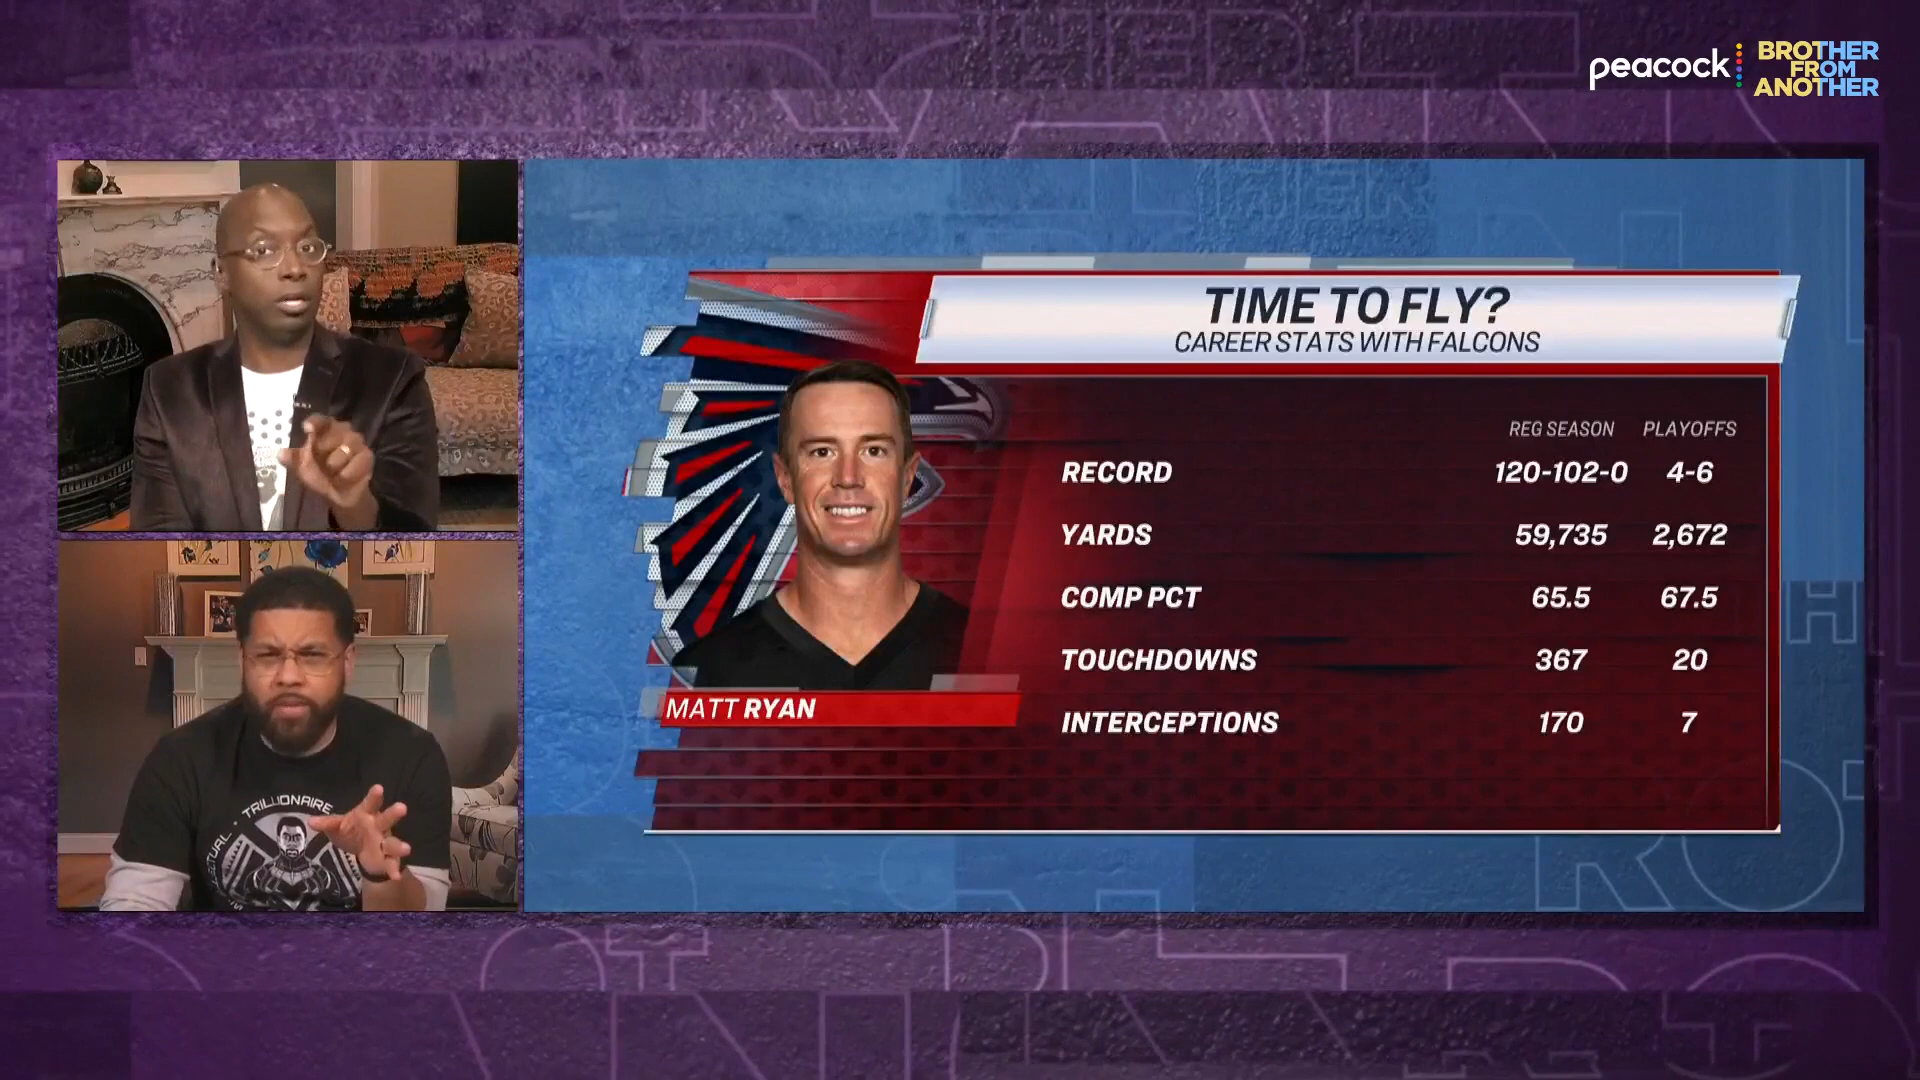 peacock
BROTHER
FROM
ANOTHER
TIME TO FLY?
CAREER STATS WITH FALCONS
REG SEASON PLAYOFFS
RECORD 120-102-0 4-6
YARDS 59,735 2,672
COMP PCT 65.5 67.5
TOUCHDOWNS 367 20
INTERCEPTIONS 170 7
MATT RYAN
TRILLIONAIRE